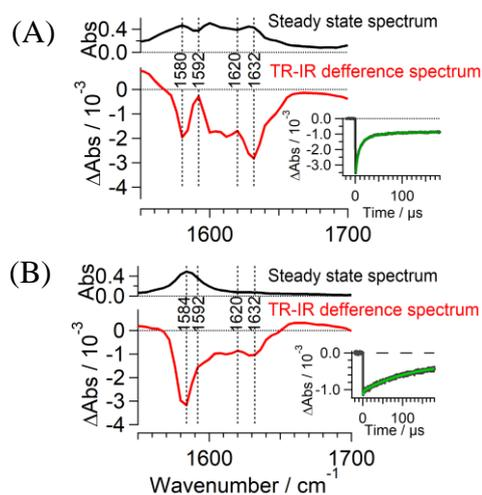 (A)
Abs
0.4
0.0
Steady state spectrum
1580
1592
1620
1632
TR-IR defference spectrum
ΔAbs / 10⁻³
0
-1
-2
-3
-4
ΔAbs / 10⁻³
0.0
-1.0
-2.0
-3.0
0 100
Time / μs
1600 1700
(B)
Abs
0.4
0.0
Steady state spectrum
1584
1592
1620
1632
TR-IR defference spectrum
ΔAbs / 10⁻³
0
-1
-2
-3
-4
ΔAbs / 10⁻³
0.0
-1.0
0 100
Time / μs
1600 1700
Wavenumber / cm⁻¹